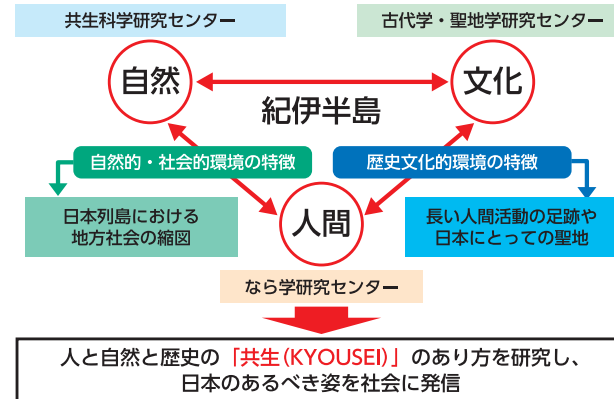 共生科学研究センター
古代学・聖地学研究センター
自然
文化
紀伊半島
自然的・社会的環境の特徴
歴史文化的環境の特徴
日本列島における
地方社会の縮図
人間
長い人間活動の足跡や
日本にとっての聖地
なら学研究センター
人と自然と歴史の「共生(KYOUSEI)」のあり方を研究し、
日本のあるべき姿を社会に発信